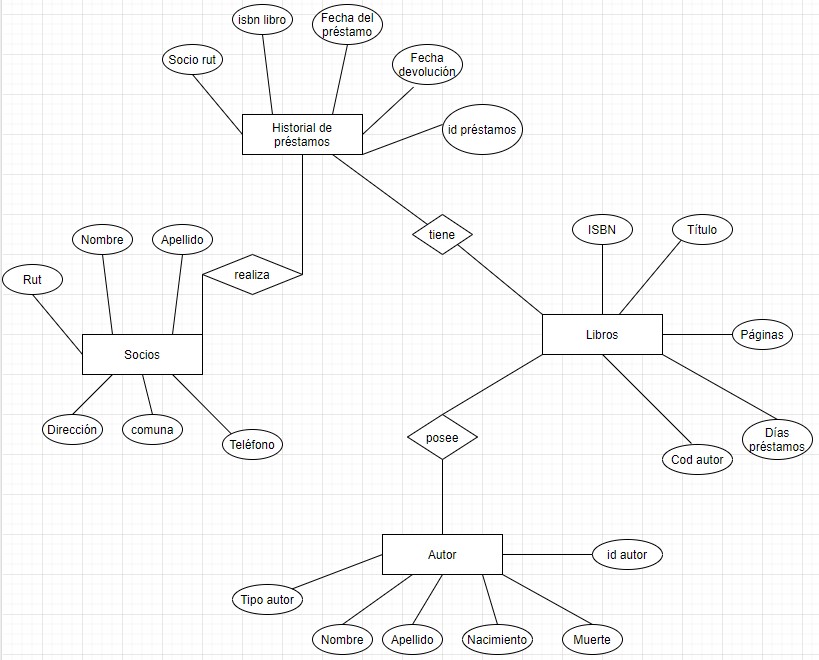 isbn libro
Fecha del
préstamo
Socio rut
Fecha
devolución
Historial de
préstamos
id préstamos
Nombre
Apellido
tiene
ISBN
Título
Rut
realiza
Socios
Libros
Páginas
Dirección
comuna
Teléfono
posee
Días
préstamos
Cod autor
Autor
id autor
Tipo autor
Nombre
Apellido
Nacimiento
Muerte